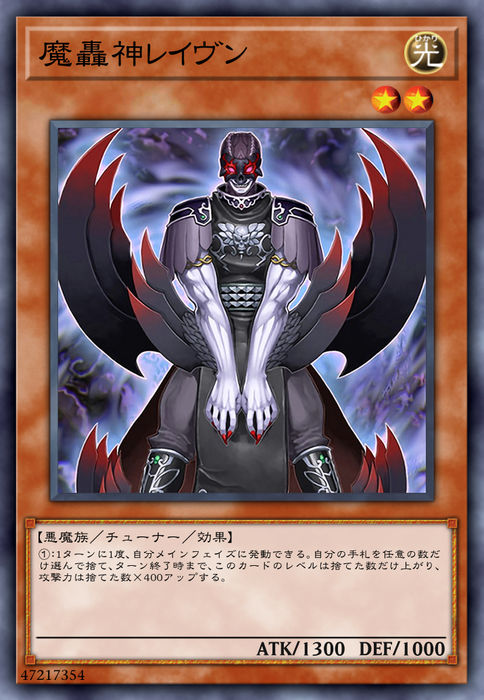 魔轟神レイヴン
ひかり
光
【悪魔族／チューナー／効果】
①:1ターンに1度、自分メインフェイズに発動できる。自分の手札を任意の数だ
け選んで捨て、ターン終了時まで、このカードのレベルは捨てた数だけ上がり、
攻撃力は捨てた数×400アップする。
ATK/1300 DEF/1000
47217354